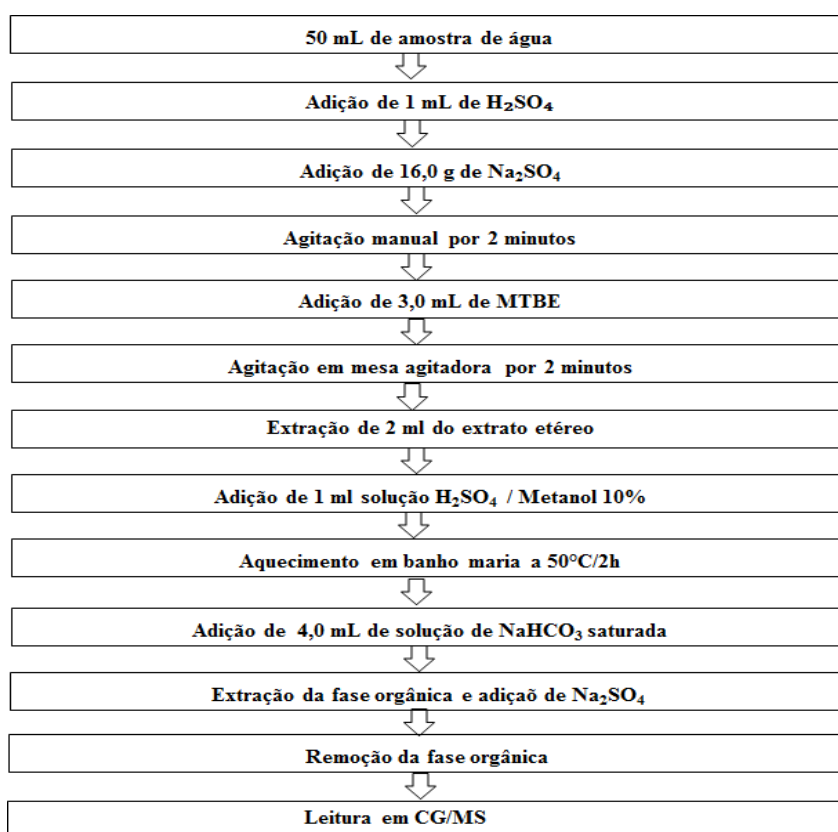 50 mL de amostra de água
Adição de 1 mL de H₂SO₄
Adição de 16,0 g de Na₂SO₄
Agitação manual por 2 minutos
Adição de 3,0 mL de MTBE
Agitação em mesa agitadora por 2 minutos
Extração de 2 ml do extrato etéreo
Adição de 1 ml solução H₂SO₄ / Metanol 10%
Aquecimento em banho maria a 50°C/2h
Adição de 4,0 mL de solução de NaHCO₃ saturada
Extração da fase orgânica e adiçaõ de Na₂SO₄
Remoção da fase orgânica
Leitura em CG/MS